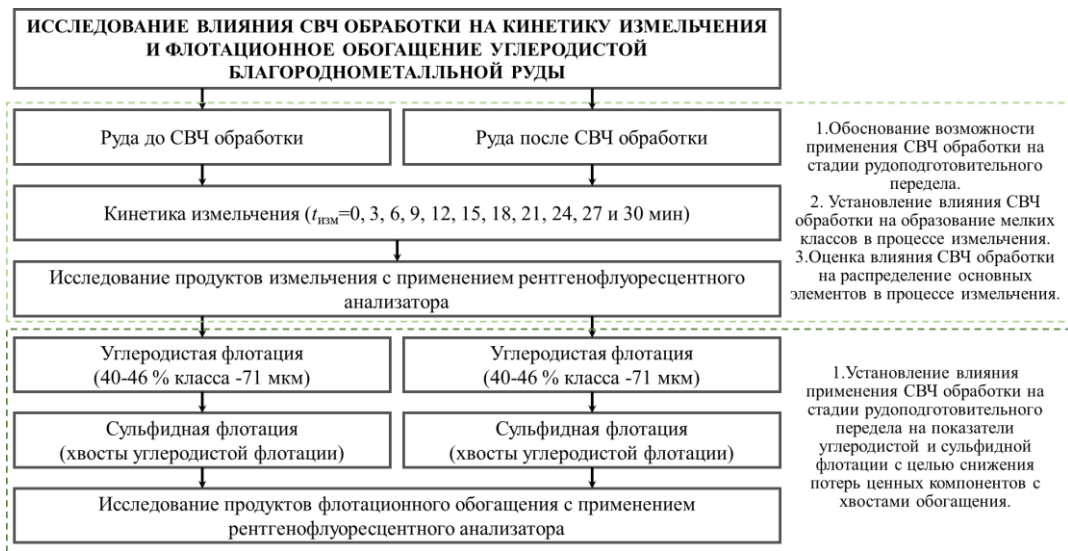 ИССЛЕДОВАНИЕ ВЛИЯНИЯ СВЧ ОБРАБОТКИ НА КИНЕТИКУ ИЗМЕЛЬЧЕНИЯ
И ФЛОТАЦИОННОЕ ОБОГАЩЕНИЕ УГЛЕРОДИСТОЙ
БЛАГОРОДНОМЕТАЛЛЬНОЙ РУДЫ
Руда до СВЧ обработки
Руда после СВЧ обработки
Кинетика измельчения (tизм=0, 3, 6, 9, 12, 15, 18, 21, 24, 27 и 30 мин)
Исследование продуктов измельчения с применением рентгенофлуоресцентного
анализатора
1.Обоснование возможности
применения СВЧ обработки на
стадии рудоподготовительного
передела.
2. Установление влияния СВЧ
обработки на образование мелких
классов в процессе измельчения.
3.Оценка влияния СВЧ обработки
на распределение основных
элементов в процессе измельчения.
Углеродистая флотация
(40-46 % класса -71 мкм)
Углеродистая флотация
(40-46 % класса -71 мкм)
Сульфидная флотация
(хвосты углеродистой флотации)
Сульфидная флотация
(хвосты углеродистой флотации)
Исследование продуктов флотационного обогащения с применением
рентгенофлуоресцентного анализатора
1.Установление влияния
применения СВЧ обработки на
стадии рудоподготовительного
передела на показатели
углеродистой и сульфидной
флотации с целью снижения
потерь ценных компонентов с
хвостами обогащения.